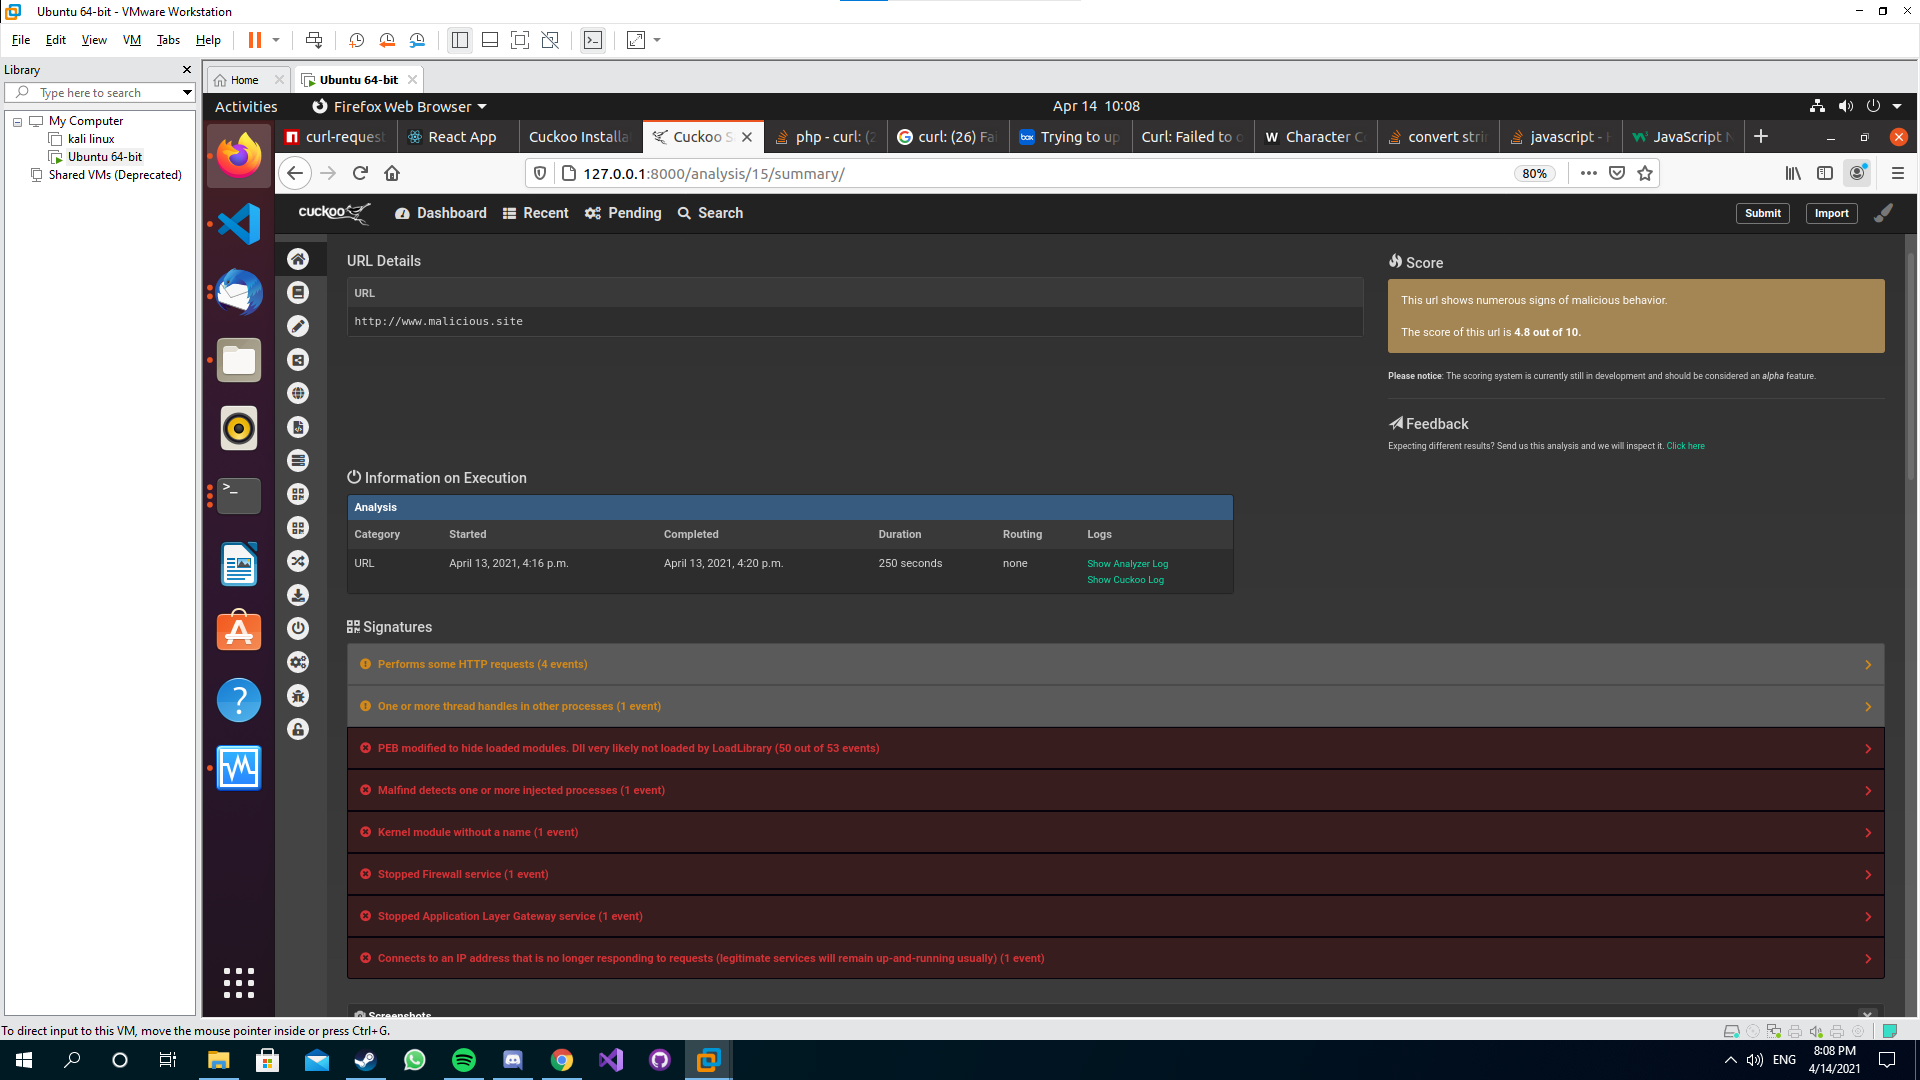 Ubuntu 64-bit - VMware Workstation
File Edit View VM Tabs Help
Library
Type here to search
My Computer
kali linux
Ubuntu 64-bit
Shared VMs (Deprecated)
Home
Ubuntu 64-bit
Activities
Firefox Web Browser
Apr 14 10:08
curl-request
React App
Cuckoo Installa
Cuckoo S
php - curl: (2
curl: (26) Fai
Trying to up
Curl: Failed to
Character C
convert stri
javascript -
JavaScript
127.0.0.1:8000/analysis/15/summary/
80%
cuckoo
Dashboard
Recent
Pending
Search
Submit
Import
URL Details
URL
http://www.malicious.site
Score
This url shows numerous signs of malicious behavior.
The score of this url is 4.8 out of 10.
Please notice: The scoring system is currently still in development and should be considered an alpha feature.
Feedback
Expecting different results? Send us this analysis and we will inspect it. Click here
Information on Execution
Analysis
Category Started Completed Duration Routing Logs
URL April 13, 2021, 4:16 p.m. April 13, 2021, 4:20 p.m. 250 seconds none Show Analyzer Log
Show Cuckoo Log
Signatures
Performs some HTTP requests (4 events)
One or more thread handles in other processes (1 event)
PEB modified to hide loaded modules. Dll very likely not loaded by LoadLibrary (50 out of 53 events)
Malfind detects one or more injected processes (1 event)
Kernel module without a name (1 event)
Stopped Firewall service (1 event)
Stopped Application Layer Gateway service (1 event)
Connects to an IP address that is no longer responding to requests (legitimate services will remain up-and-running usually) (1 event)
Screenshots
To direct input to this VM, move the mouse pointer inside or press Ctrl+G.
ENG
8:08 PM
4/14/2021